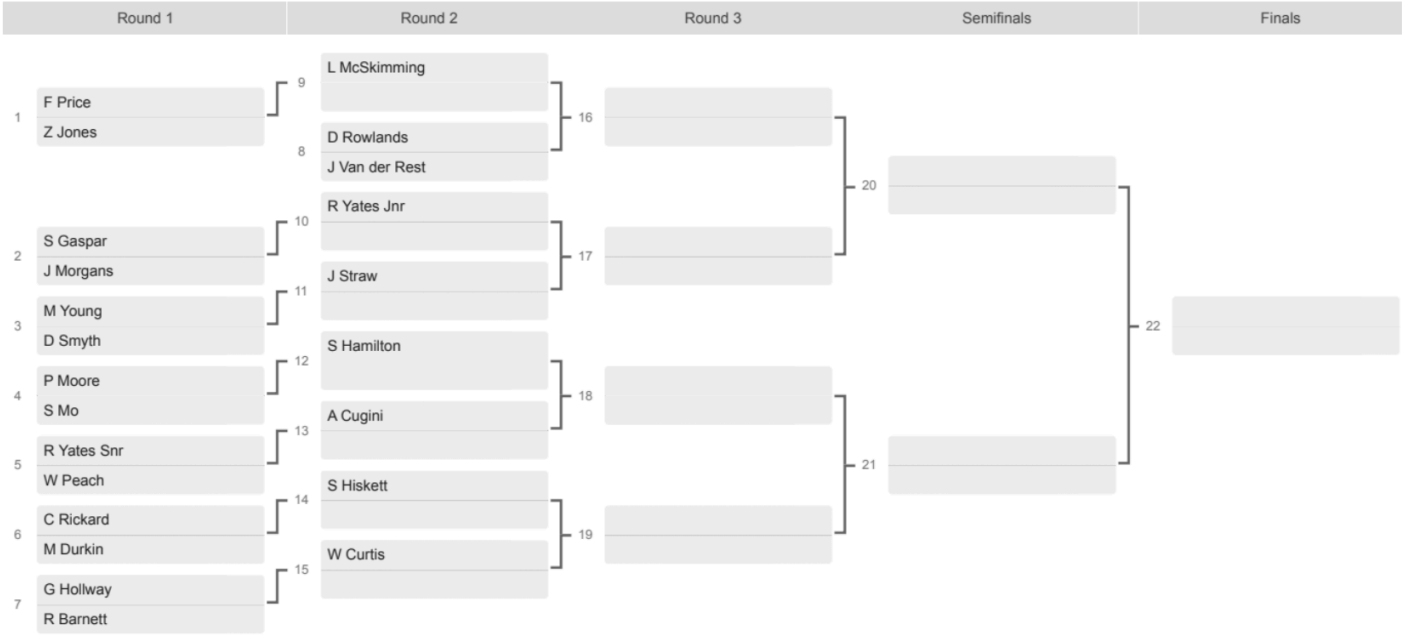 Round 1
Round 2
Round 3
Semifinals
Finals
1
F Price
Z Jones
2
S Gaspar
J Morgans
3
M Young
D Smyth
4
P Moore
S Mo
5
R Yates Snr
W Peach
6
C Rickard
M Durkin
7
G Hollway
R Barnett
9
L McSkimming
8
D Rowlands
J Van der Rest
10
R Yates Jnr
11
J Straw
12
S Hamilton
13
A Cugini
14
S Hiskett
15
W Curtis
16
17
18
19
20
21
22